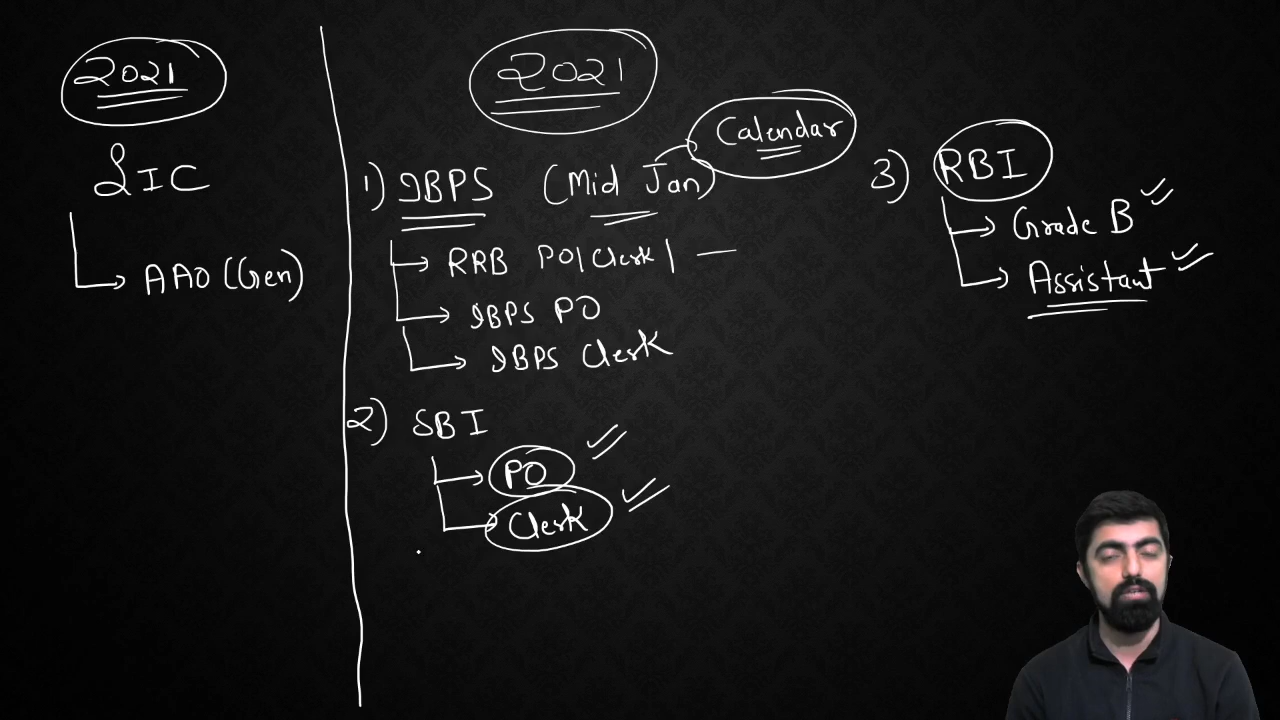 2021
LIC
AAO (Gen)
2021
Calendar
1) IBPS (Mid Jan)
RRB PO/Clerk/ —
IBPS PO
IBPS Clerk
2) SBI
PO
Clerk
3) RBI
Grade B
Assistant